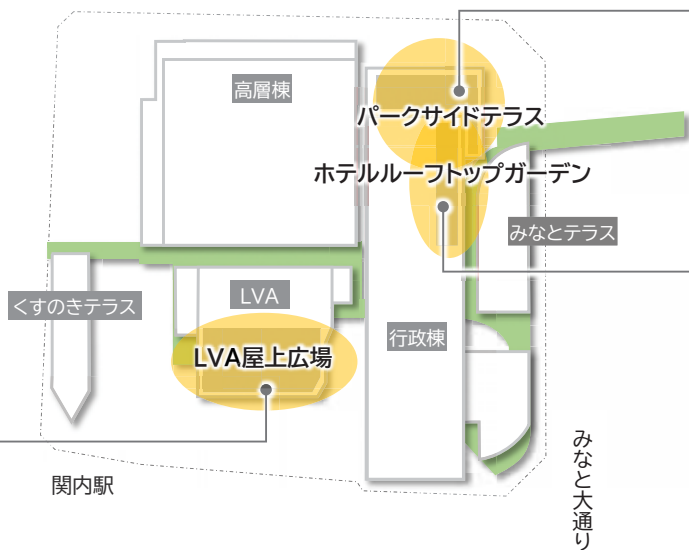 高層棟
パークサイドテラス
ホテルルーフトップガーデン
みなとテラス
くすのきテラス
LVA
行政棟
LVA屋上広場
関内駅
みなと大通り